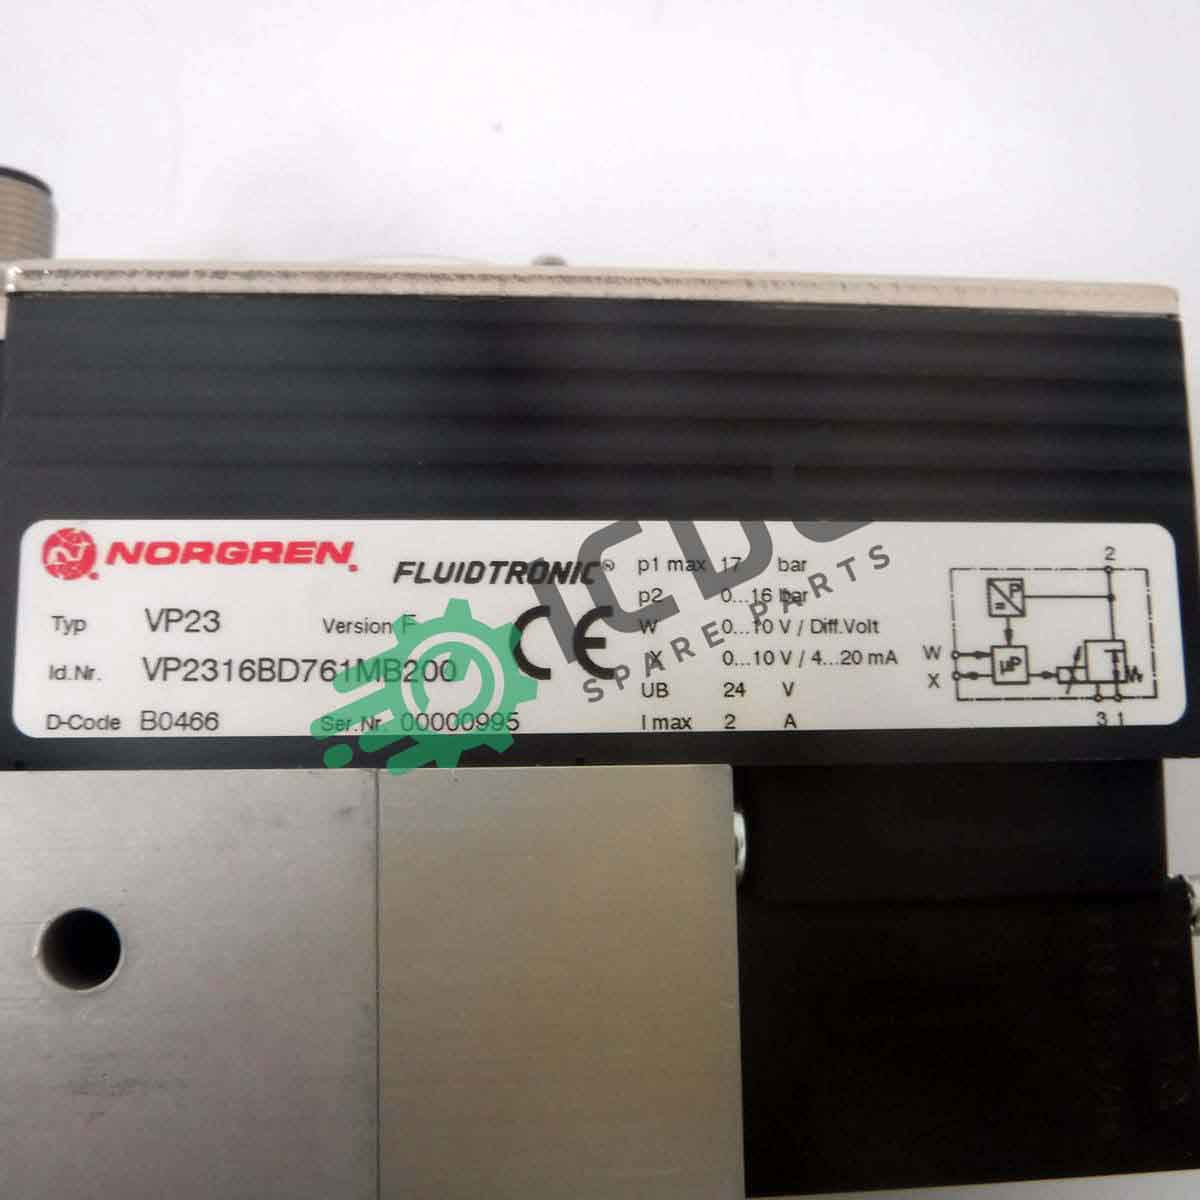 NORGREN.
FLUIDTRONIC®
Typ VP23 Version F
Id.Nr. VP2316BD761MB200
D-Code B0466 Ser.Nr. 00000995
CE
p1 max 17 bar
p2 0...16 bar
W 0...10 V / Diff.Volt
X 0...10 V / 4...20 mA
UB 24 V
I max 2 A
2
P
=
W
X
µP
3 1
ICDC
SPARE PARTS